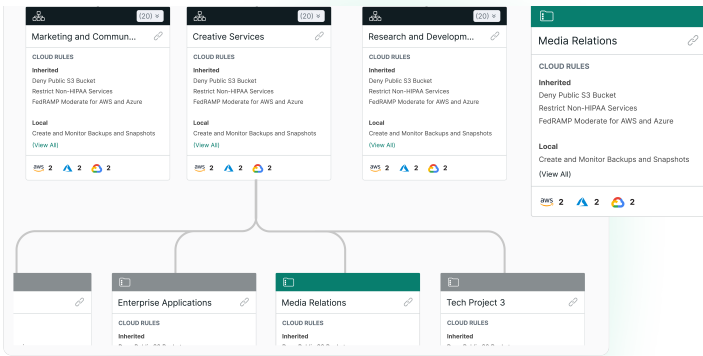 (20) ×
Marketing and Commun...
CLOUD RULES
Inherited
Deny Public S3 Bucket
Restrict Non-HIPAA Services
FedRAMP Moderate for AWS and Azure
Local
Create and Monitor Backups and Snapshots
(View All)
aws 2 2 2
(20) ×
Creative Services
CLOUD RULES
Inherited
Deny Public S3 Bucket
Restrict Non-HIPAA Services
FedRAMP Moderate for AWS and Azure
Local
Create and Monitor Backups and Snapshots
(View All)
aws 2 2 2
(20) ×
Research and Developm...
CLOUD RULES
Inherited
Deny Public S3 Bucket
Restrict Non-HIPAA Services
FedRAMP Moderate for AWS and Azure
Local
Create and Monitor Backups and Snapshots
(View All)
aws 2 2 2
Media Relations
CLOUD RULES
Inherited
Deny Public S3 Bucket
Restrict Non-HIPAA Services
FedRAMP Moderate for AWS and Azure
Local
Create and Monitor Backups and Snapshots
(View All)
aws 2 2 2
Enterprise Applications
CLOUD RULES
Inherited
Media Relations
CLOUD RULES
Inherited
Tech Project 3
CLOUD RULES
Inherited